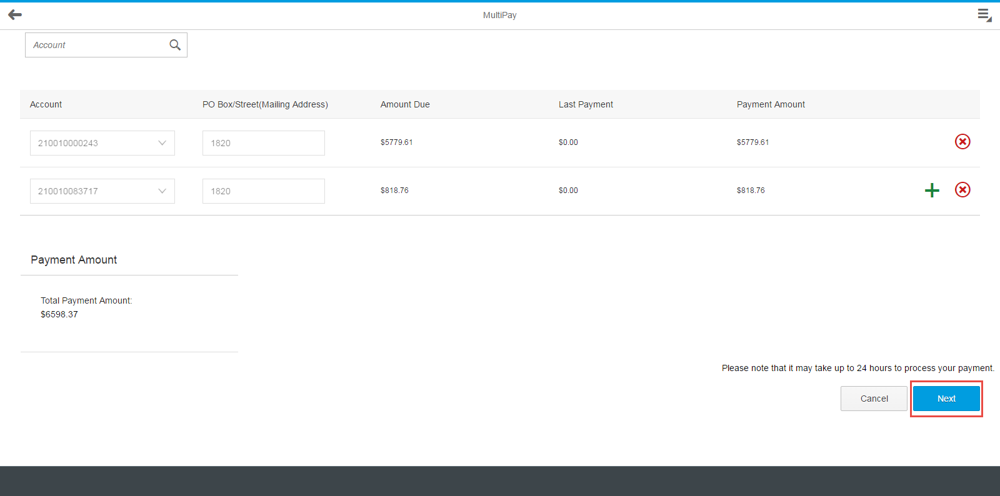 MultiPay
Account
Account PO Box/Street(Mailing Address) Amount Due Last Payment Payment Amount
210010000243 1820 $5779.61 $0.00 $5779.61
210010083717 1820 $818.76 $0.00 $818.76
Payment Amount
Total Payment Amount:
$6598.37
Please note that it may take up to 24 hours to process your payment.
Cancel Next